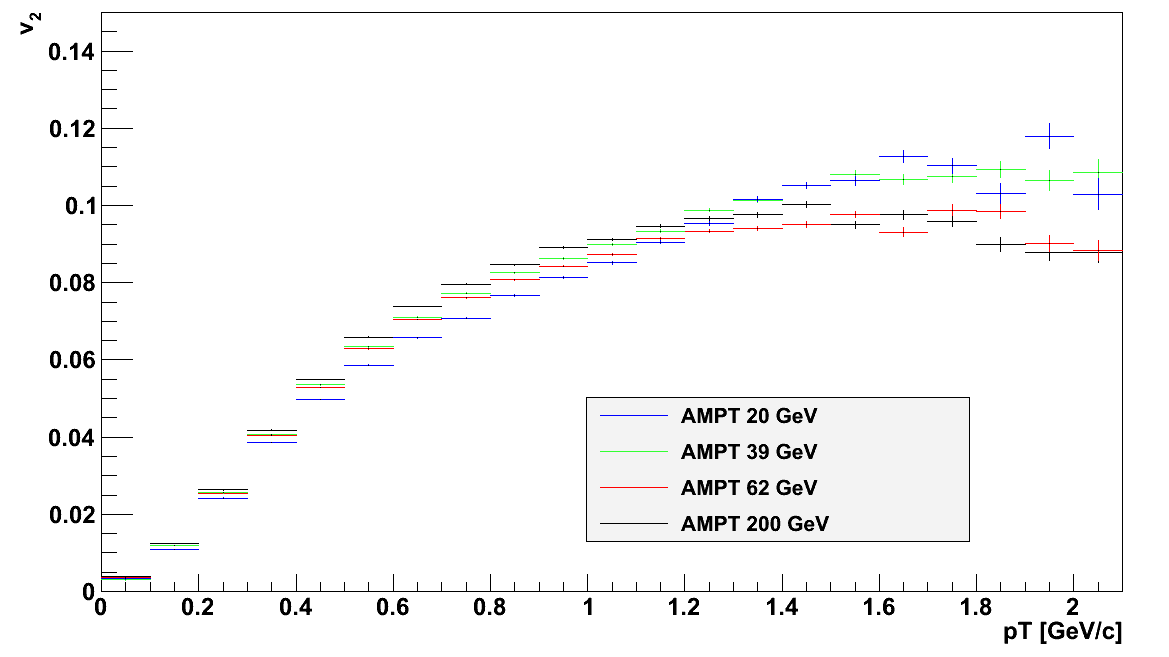 v2
0.14
0.12
0.1
0.08
0.06
0.04
0.02
0
AMPT 20 GeV
AMPT 39 GeV
AMPT 62 GeV
AMPT 200 GeV
0 0.2 0.4 0.6 0.8 1 1.2 1.4 1.6 1.8 2
pT [GeV/c]